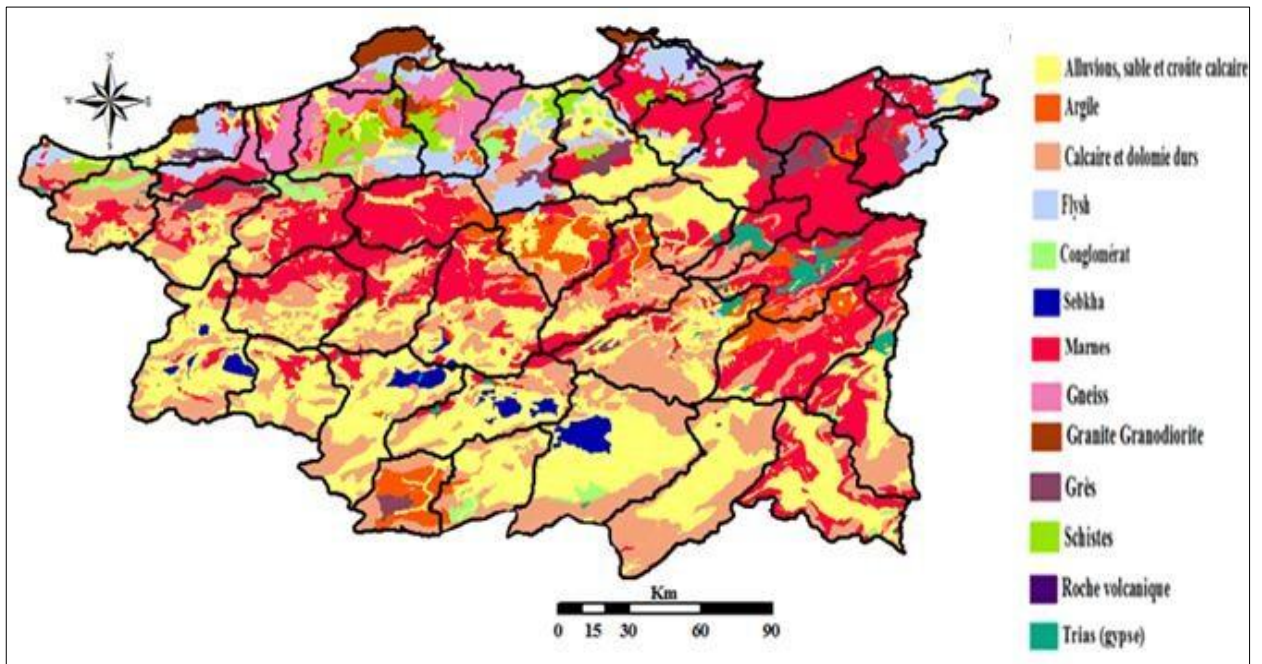 Alluvions, sable et croûte calcaire
Argile
Calcaire et dolomie durs
Flysh
Conglomérat
Sebkha
Marnes
Gneiss
Granite Granodiorite
Grès
Schistes
Roche volcanique
Trias (gypse)
Km
0 15 30 60 90